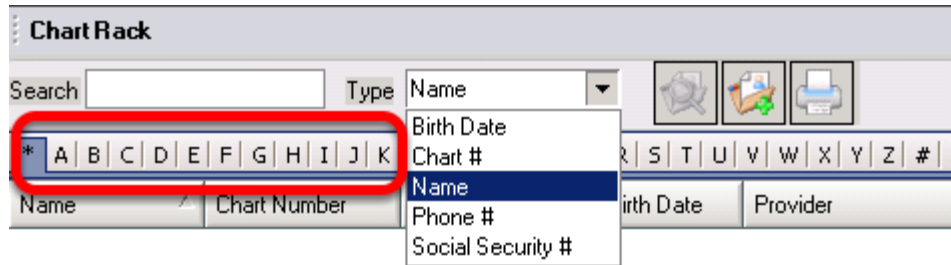 Chart Rack
Search Type Name
Birth Date
* A B C D E F G H I J K Chart # S T U V W X Y Z #
Name
Name Chart Number irth Date Provider
Phone #
Social Security #